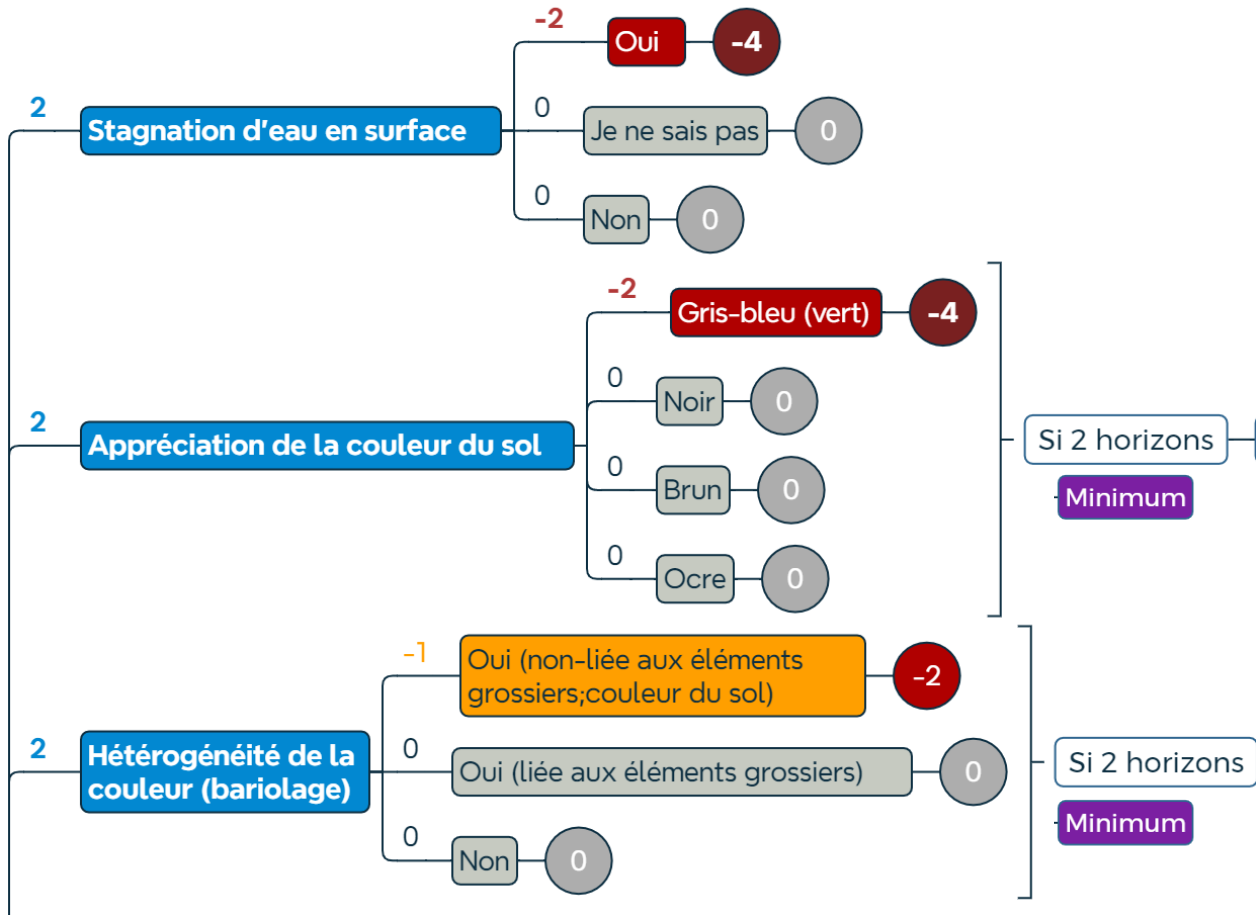 -2
Oui
-4
2
Stagnation d'eau en surface
0
Je ne sais pas
0
0
Non
0
-2
Gris-bleu (vert)
-4
0
Noir
0
2
Appréciation de la couleur du sol
Si 2 horizons
0
Brun
0
Minimum
0
Ocre
0
-1
Oui (non-liée aux éléments
grossiers;couleur du sol)
-2
2
Hétérogénéité de la
couleur (bariolage)
0
Oui (liée aux éléments grossiers)
0
Si 2 horizons
Minimum
0
Non
0